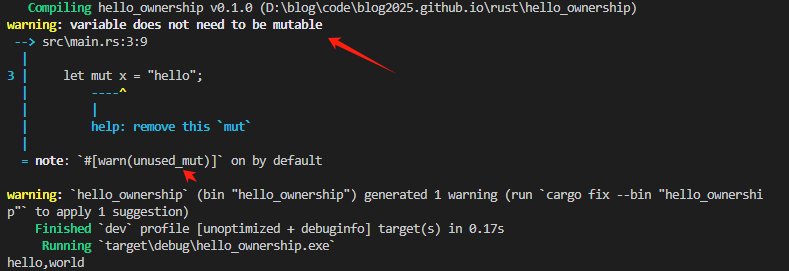 Compiling hello_ownership v0.1.0 (D:\blog\code\blog2025.github.io\rust\hello_ownership)
warning: variable does not need to be mutable
 --> src\main.rs:3:9
  |
3 |     let mut x = "hello";
  |         ----^
  |         |
  |         help: remove this `mut`
  |
  = note: `#[warn(unused_mut)]` on by default
warning: `hello_ownership` (bin "hello_ownership") generated 1 warning (run `cargo fix --bin "hello_ownershi
p"` to apply 1 suggestion)
    Finished `dev` profile [unoptimized + debuginfo] target(s) in 0.17s
     Running `target\debug\hello_ownership.exe`
hello,world